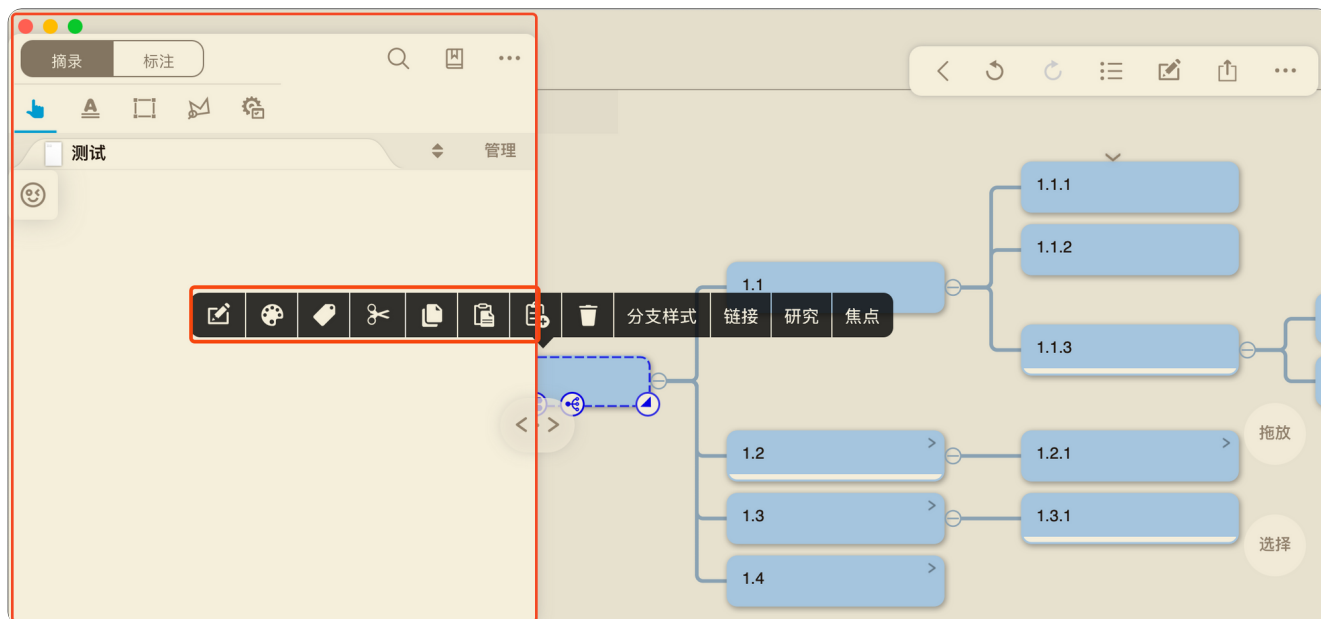 摘录 标注
测试 管理
1.1.1
1.1.2
1.1
分支样式 链接 研究 焦点
1.1.3
拖放
1.2 1.2.1
1.3 1.3.1
选择
1.4